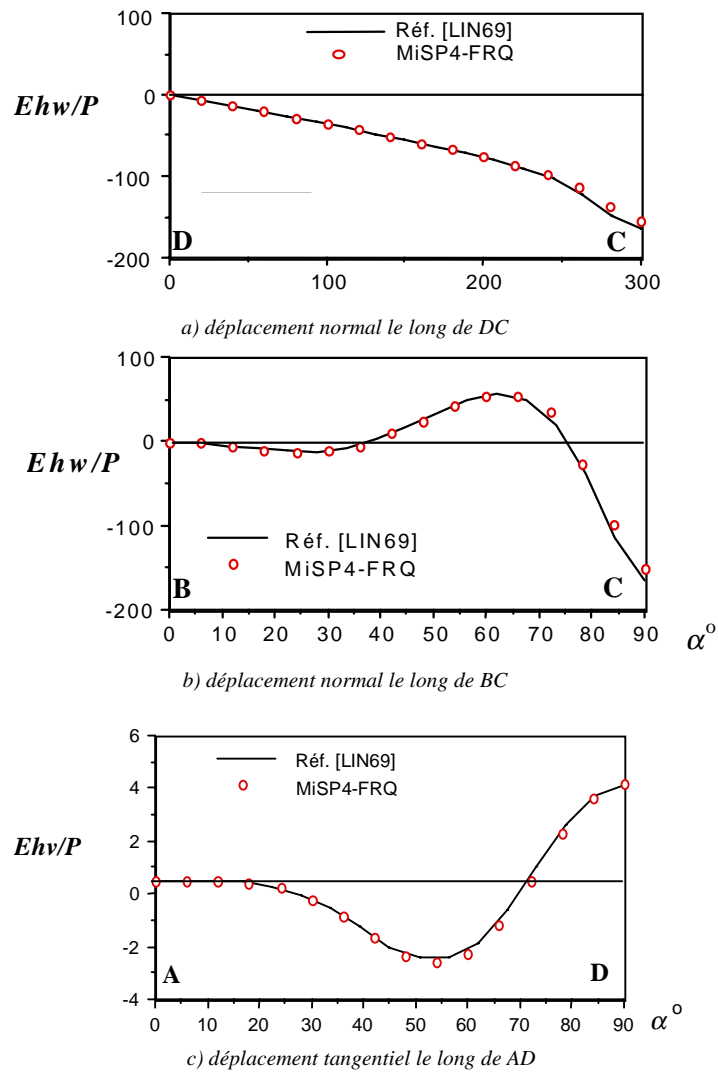 100
Réf. [LIN69]
MiSP4-FRQ
Ehw/P
0
-100
D
C
-200
0
100
200
300
a) déplacement normal le long de DC
100
0
Ehw/P
-100
Réf. [LIN69]
MiSP4-FRQ
B
C
-200
0 10 20 30 40 50 60 70 80 90
α°
b) déplacement normal le long de BC
6
Réf. [LIN69]
4
MiSP4-FRQ
2
Ehv/P
0
-2
A
D
-4
0 10 20 30 40 50 60 70 80 90
α°
c) déplacement tangentiel le long de AD